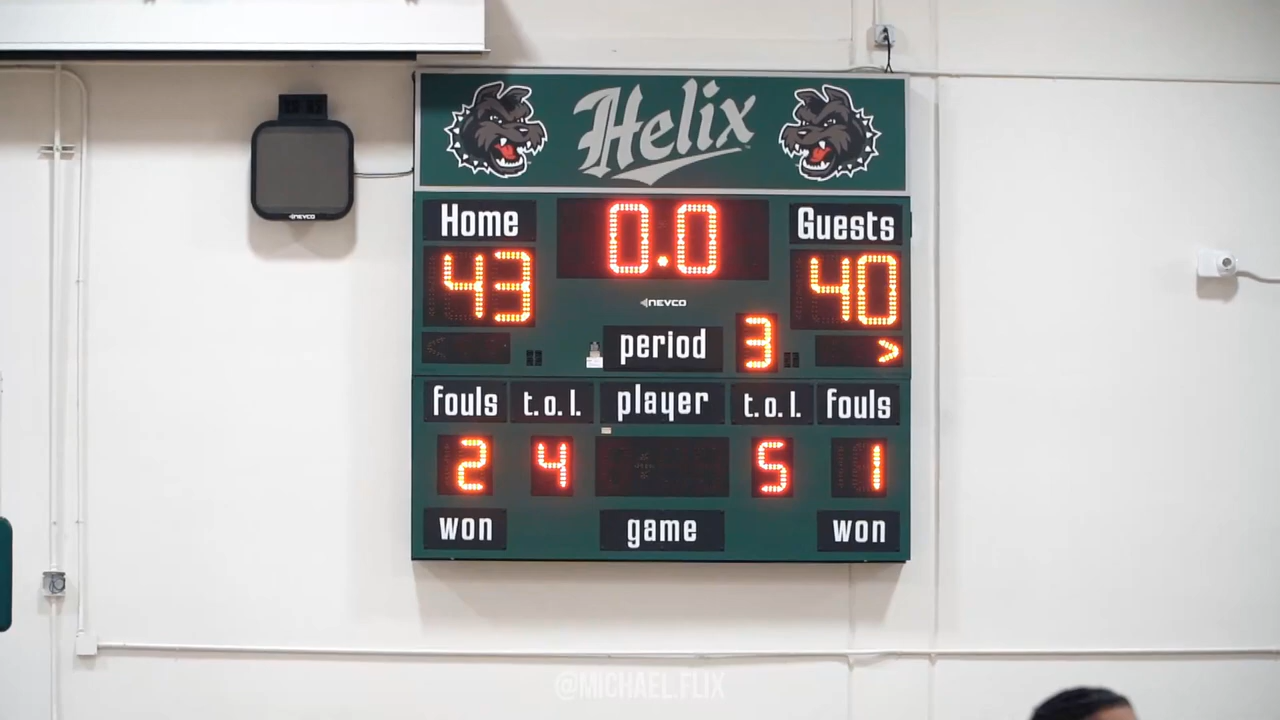 Helix
Home 0.0 Guests
43 40
NEVCO
NEVCO
period 3 >
fouls t.o.l. player t.o.l. fouls
2 4 5 1
won game won
@MICHAEL.FLIX